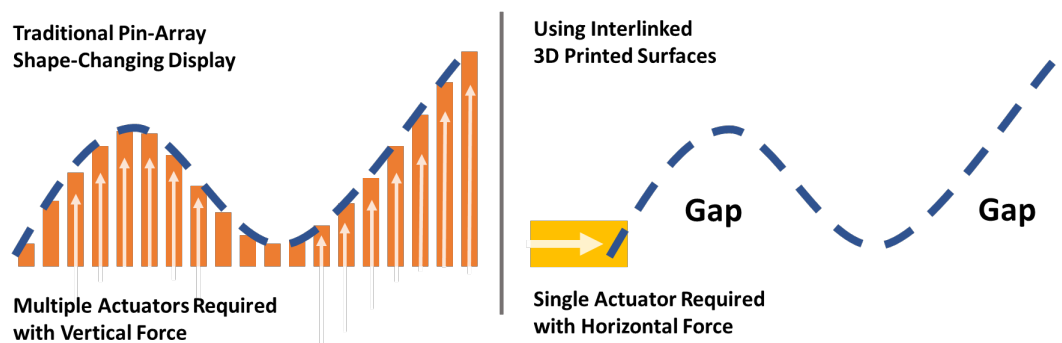 Traditional Pin-Array
Shape-Changing Display
Multiple Actuators Required
with Vertical Force
Using Interlinked
3D Printed Surfaces
Gap
Gap
Single Actuator Required
with Horizontal Force